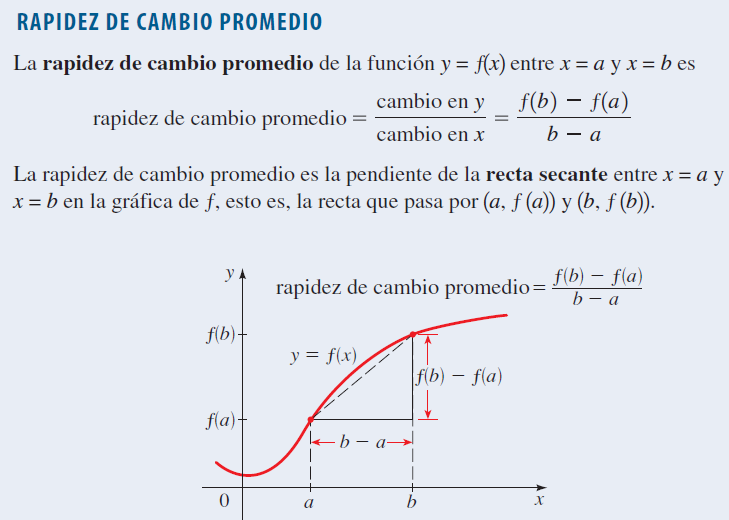 RAPIDEZ DE CAMBIO PROMEDIO
La rapidez de cambio promedio de la función y = f(x) entre x = a y x = b es
rapidez de cambio promedio = cambio en y / cambio en x = f(b) − f(a) / b − a
La rapidez de cambio promedio es la pendiente de la recta secante entre x = a y
x = b en la gráfica de f, esto es, la recta que pasa por (a, f (a)) y (b, f (b)).
y
rapidez de cambio promedio = f(b) − f(a) / b − a
f(b)
y = f(x)
f(b) − f(a)
f(a)
b − a
0 a b x